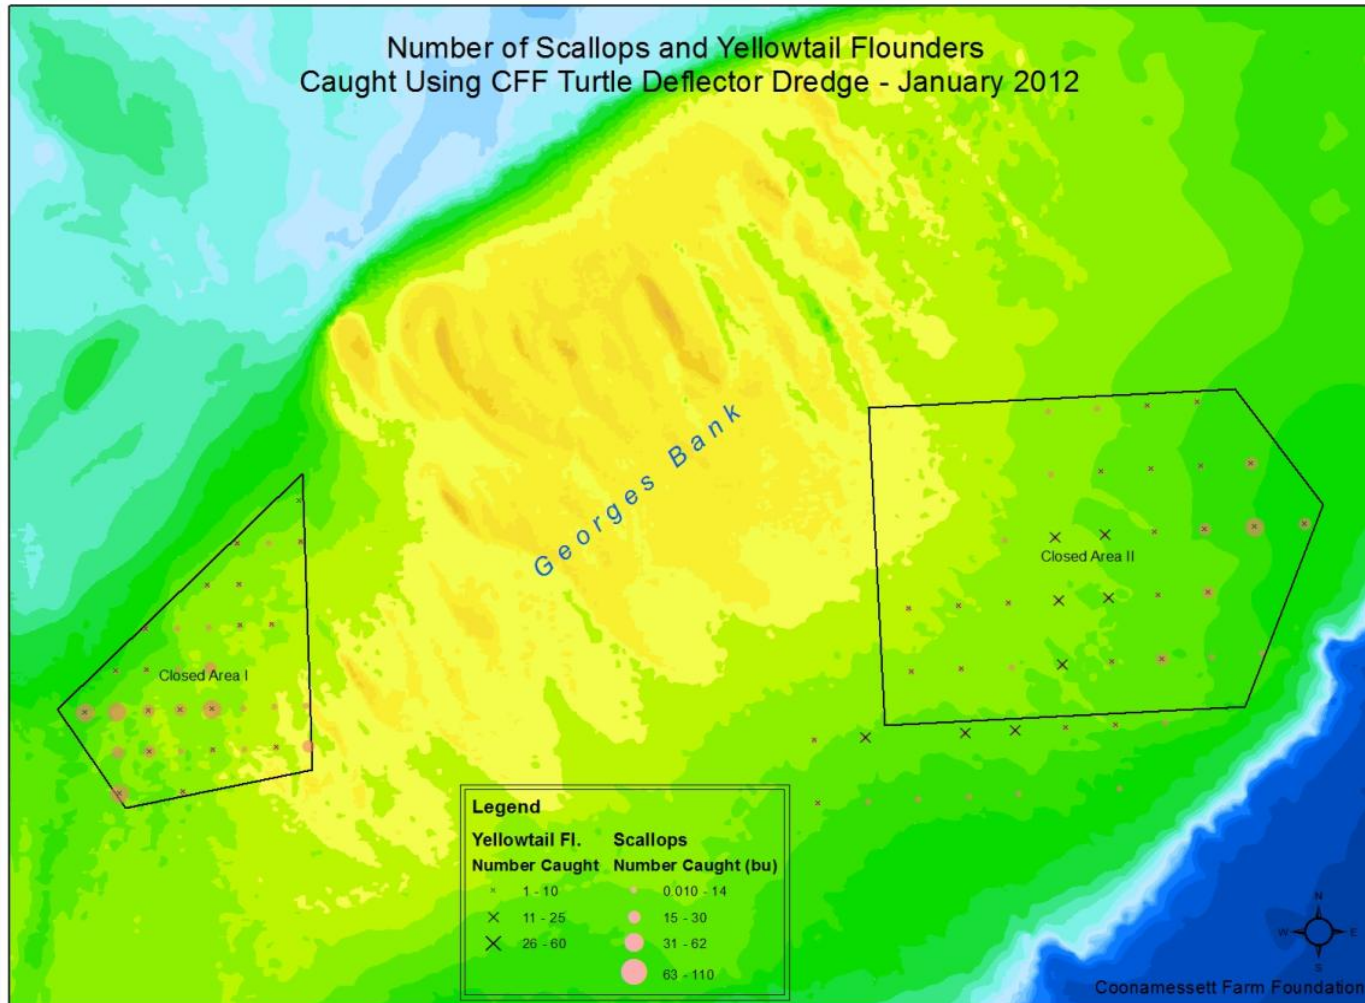 Number of Scallops and Yellowtail Flounders
Caught Using CFF Turtle Deflector Dredge - January 2012
Georges Bank
Closed Area II
Closed Area I
Legend
Yellowtail Fl. Scallops
Number Caught Number Caught (bu)
1 - 10 0.010 - 14
11 - 25 15 - 30
26 - 60 31 - 62
63 - 110
N
W E
S
Coonamessett Farm Foundation